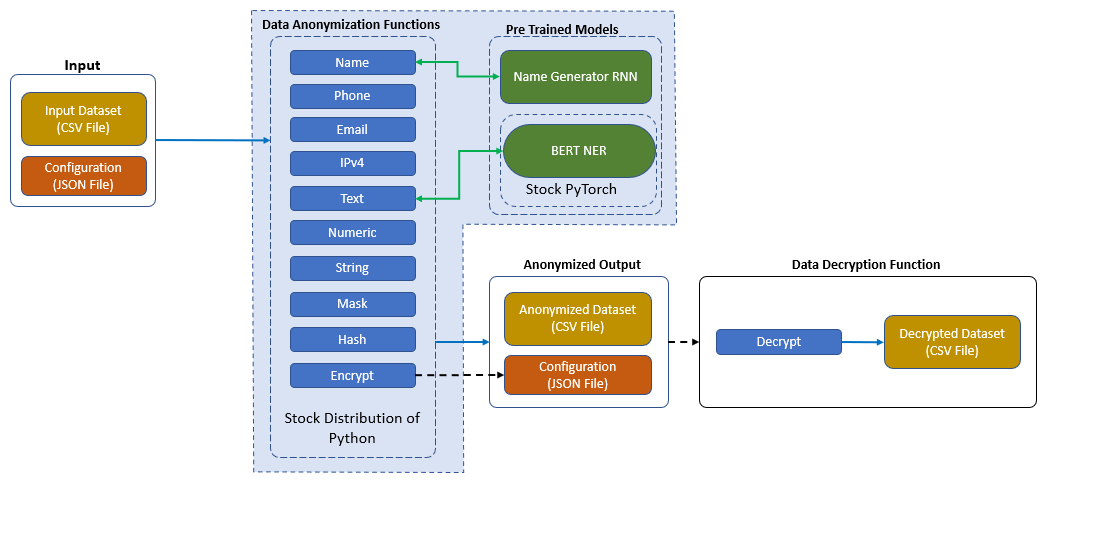 Input
Input Dataset
(CSV File)
Configuration
(JSON File)
Data Anonymization Functions
Name
Phone
Email
IPv4
Text
Numeric
String
Mask
Hash
Encrypt
Stock Distribution of
Python
Pre Trained Models
Name Generator RNN
BERT NER
Stock PyTorch
Anonymized Output
Anonymized Dataset
(CSV File)
Configuration
(JSON File)
Data Decryption Function
Decrypt
Decrypted Dataset
(CSV File)